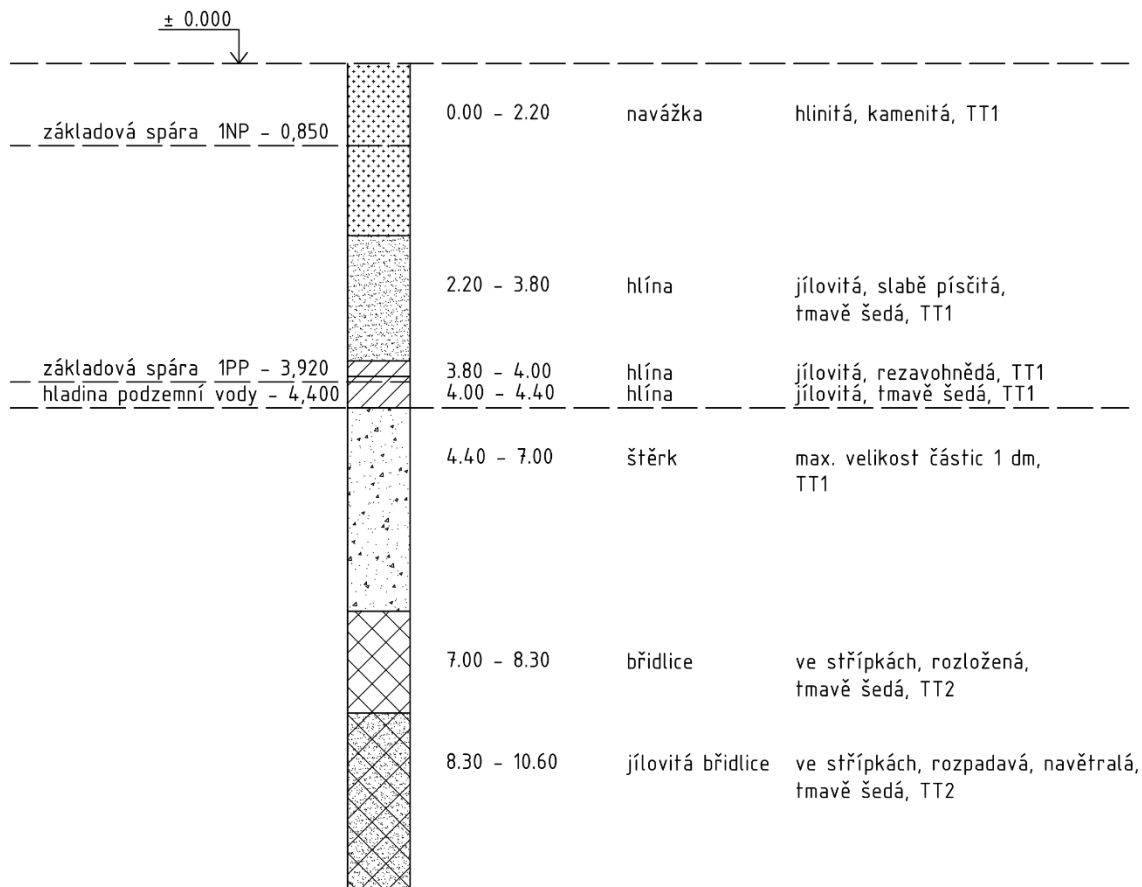 ± 0.000
0.00 - 2.20 navážka hlinitá, kamenitá, TT1
základová spára 1NP - 0,850
2.20 - 3.80 hlína jílovitá, slabě písčitá,
tmavě šedá, TT1
základová spára 1PP - 3,920 3.80 - 4.00 hlína jílovitá, rezavohnědá, TT1
hladina podzemní vody - 4,400 4.00 - 4.40 hlína jílovitá, tmavě šedá, TT1
4.40 - 7.00 štěrk max. velikost částic 1 dm,
TT1
7.00 - 8.30 břidlice ve střípkách, rozložená,
tmavě šedá, TT2
8.30 - 10.60 jílovitá břidlice ve střípkách, rozpadavá, navětralá,
tmavě šedá, TT2